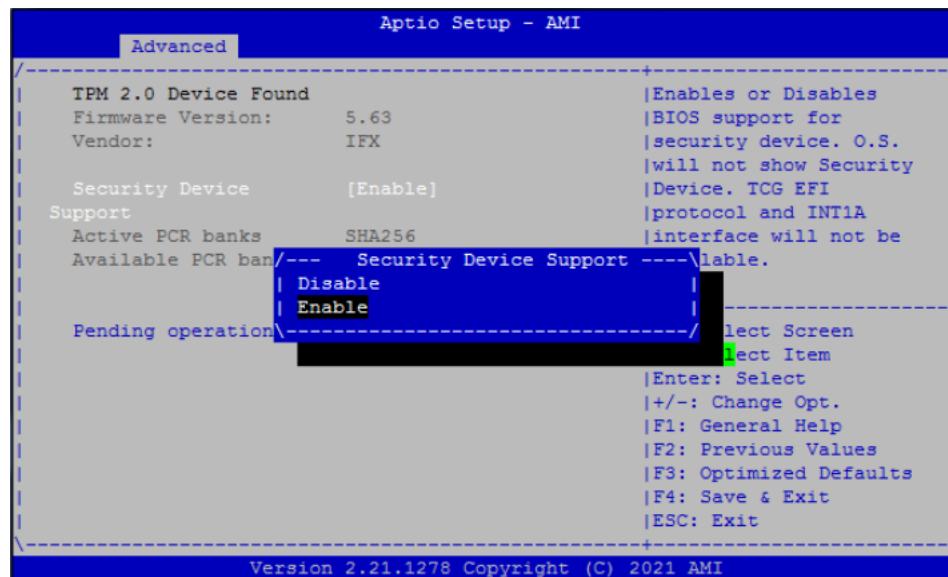 Aptio Setup - AMI
Advanced
TPM 2.0 Device Found
Firmware Version: 5.63
Vendor: IFX
Security Device [Enable]
Support
Active PCR banks SHA256
Available PCR ban
Pending operation
Security Device Support
Disable
Enable
Enables or Disables
BIOS support for
security device. O.S.
will not show Security
Device. TCG EFI
protocol and INT1A
interface will not be
lable.
lect Screen
lect Item
Enter: Select
+/-: Change Opt.
F1: General Help
F2: Previous Values
F3: Optimized Defaults
F4: Save & Exit
ESC: Exit
Version 2.21.1278 Copyright (C) 2021 AMI